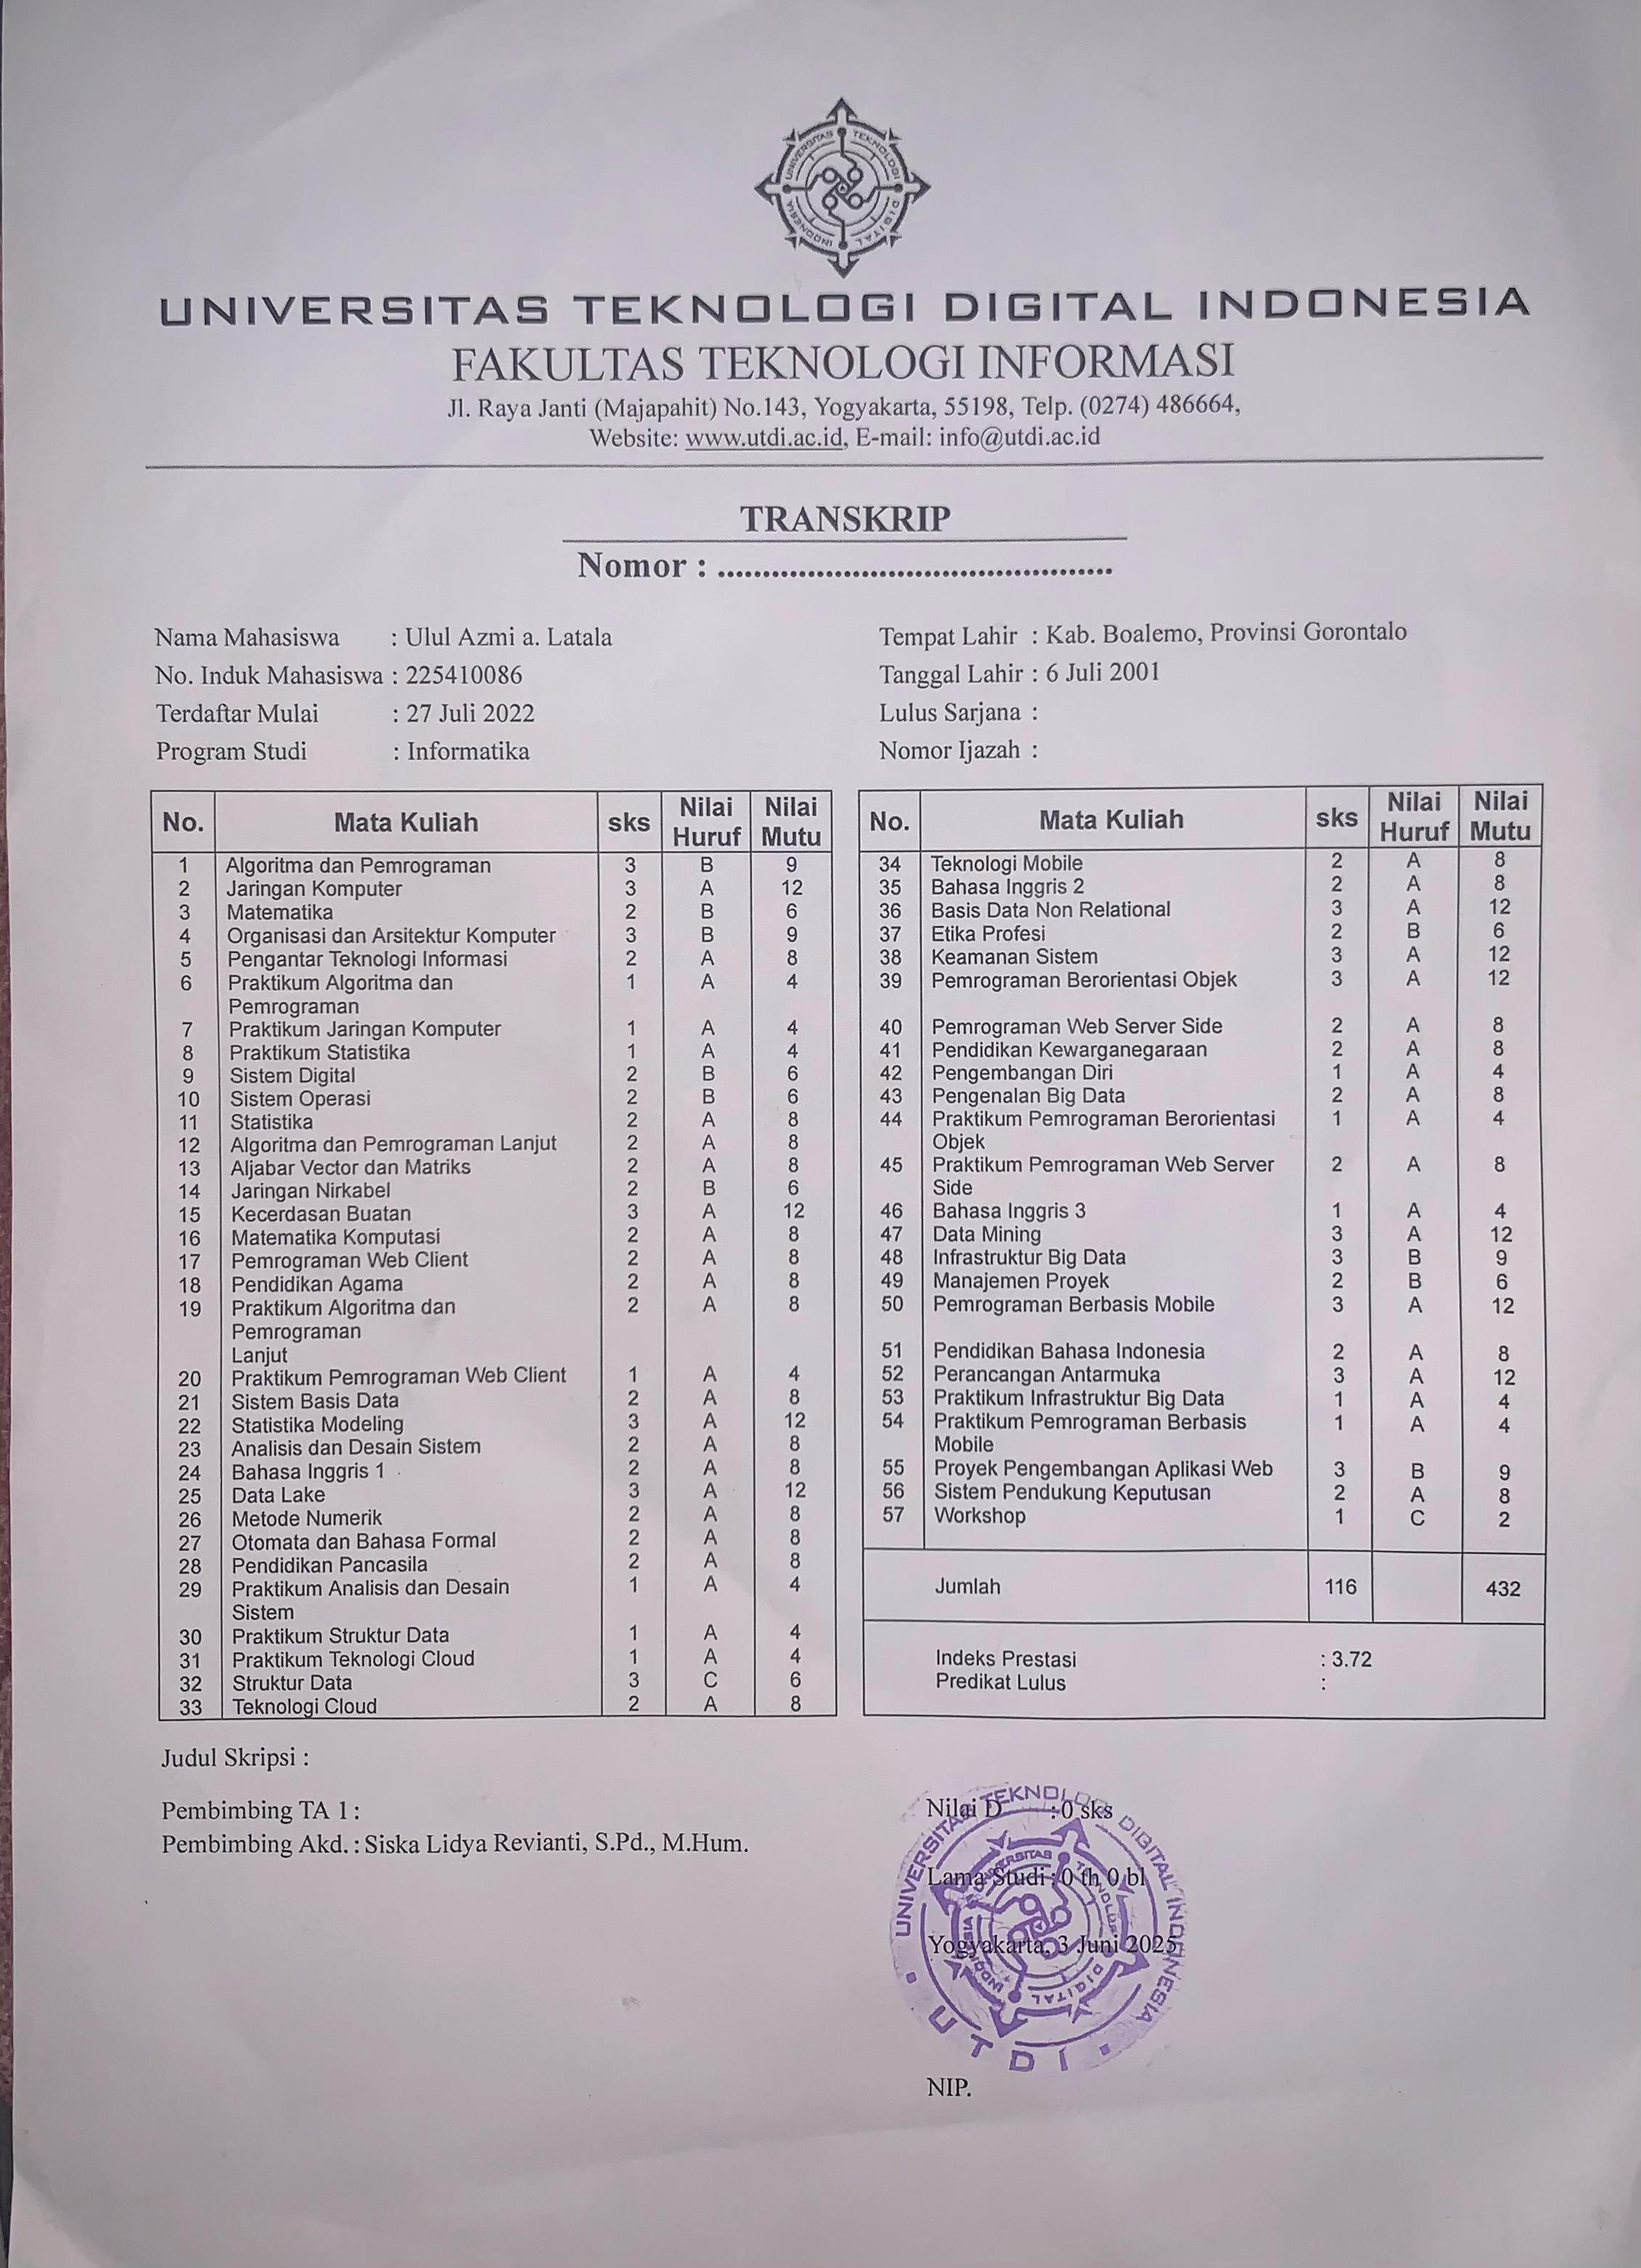 UNIVERSITAS TEKNOLOGI DIGITAL INDONESIA
UNIVERSITAS TEKNOLOGI DIGITAL INDONESIA
FAKULTAS TEKNOLOGI INFORMASI
Jl. Raya Janti (Majapahit) No.143, Yogyakarta, 55198, Telp. (0274) 486664,
Website: www.utdi.ac.id, E-mail: info@utdi.ac.id
TRANSKRIP
Nomor : ............................................
Nama Mahasiswa : Ulul Azmi a. Latala
No. Induk Mahasiswa : 225410086
Terdaftar Mulai : 27 Juli 2022
Program Studi : Informatika
Tempat Lahir : Kab. Boalemo, Provinsi Gorontalo
Tanggal Lahir : 6 Juli 2001
Lulus Sarjana :
Nomor Ijazah :
No. Mata Kuliah sks Nilai Huruf Nilai Mutu
1 Algoritma dan Pemrograman 3 B 9
2 Jaringan Komputer 3 A 12
3 Matematika 2 B 6
4 Organisasi dan Arsitektur Komputer 3 B 9
5 Pengantar Teknologi Informasi 2 A 8
6 Praktikum Algoritma dan 1 A 4
Pemrograman
7 Praktikum Jaringan Komputer 1 A 4
8 Praktikum Statistika 1 A 4
9 Sistem Digital 2 B 6
10 Sistem Operasi 2 B 6
11 Statistika 2 A 8
12 Algoritma dan Pemrograman Lanjut 2 A 8
13 Aljabar Vector dan Matriks 2 A 8
14 Jaringan Nirkabel 2 B 6
15 Kecerdasan Buatan 3 A 12
16 Matematika Komputasi 2 A 8
17 Pemrograman Web Client 2 A 8
18 Pendidikan Agama 2 A 8
19 Praktikum Algoritma dan 2 A 8
Pemrograman
Lanjut
20 Praktikum Pemrograman Web Client 1 A 4
21 Sistem Basis Data 2 A 8
22 Statistika Modeling 3 A 12
23 Analisis dan Desain Sistem 2 A 8
24 Bahasa Inggris 1 2 A 8
25 Data Lake 3 A 12
26 Metode Numerik 2 A 8
27 Otomata dan Bahasa Formal 2 A 8
28 Pendidikan Pancasila 2 A 8
29 Praktikum Analisis dan Desain 1 A 4
Sistem
30 Praktikum Struktur Data 1 A 4
31 Praktikum Teknologi Cloud 1 A 4
32 Struktur Data 3 C 6
33 Teknologi Cloud 2 A 8
No. Mata Kuliah sks Nilai Huruf Nilai Mutu
34 Teknologi Mobile 2 A 8
35 Bahasa Inggris 2 2 A 8
36 Basis Data Non Relational 3 A 12
37 Etika Profesi 2 B 6
38 Keamanan Sistem 3 A 12
39 Pemrograman Berorientasi Objek 3 A 12
40 Pemrograman Web Server Side 2 A 8
41 Pendidikan Kewarganegaraan 2 A 8
42 Pengembangan Diri 1 A 4
43 Pengenalan Big Data 2 A 8
44 Praktikum Pemrograman Berorientasi 1 A 4
Objek
45 Praktikum Pemrograman Web Server 2 A 8
Side
46 Bahasa Inggris 3 1 A 4
47 Data Mining 3 A 12
48 Infrastruktur Big Data 3 B 9
49 Manajemen Proyek 2 B 6
50 Pemrograman Berbasis Mobile 3 A 12
51 Pendidikan Bahasa Indonesia 2 A 8
52 Perancangan Antarmuka 3 A 12
53 Praktikum Infrastruktur Big Data 1 A 4
54 Praktikum Pemrograman Berbasis 1 A 4
Mobile
55 Proyek Pengembangan Aplikasi Web 3 B 9
56 Sistem Pendukung Keputusan 2 A 8
57 Workshop 1 C 2
Jumlah 116 432
Indeks Prestasi : 3.72
Predikat Lulus :
Judul Skripsi :
Pembimbing TA 1 :
Pembimbing Akd. : Siska Lidya Revianti, S.Pd., M.Hum.
Nilai D : 0 sks
Lama Studi : 0 th 0 bl
Yogyakarta, 3 Juni 2025
UNIVERSITAS TEKNOLOGI DIGITAL INDONESIA
UTDI
UNIVERSITAS TEKNOLOGI DIGITAL INDONESIA
NIP.